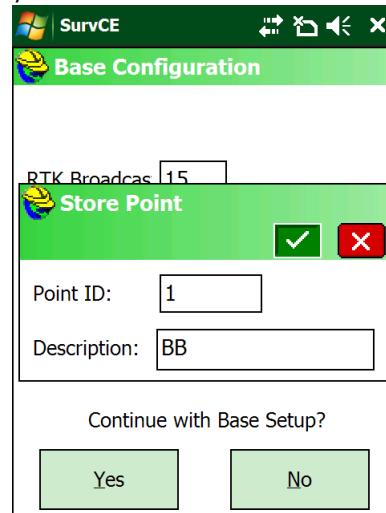 SurvCE
Base Configuration
RTK Broadcas 15
Store Point
Point ID: 1
Description: BB
Continue with Base Setup?
Yes No